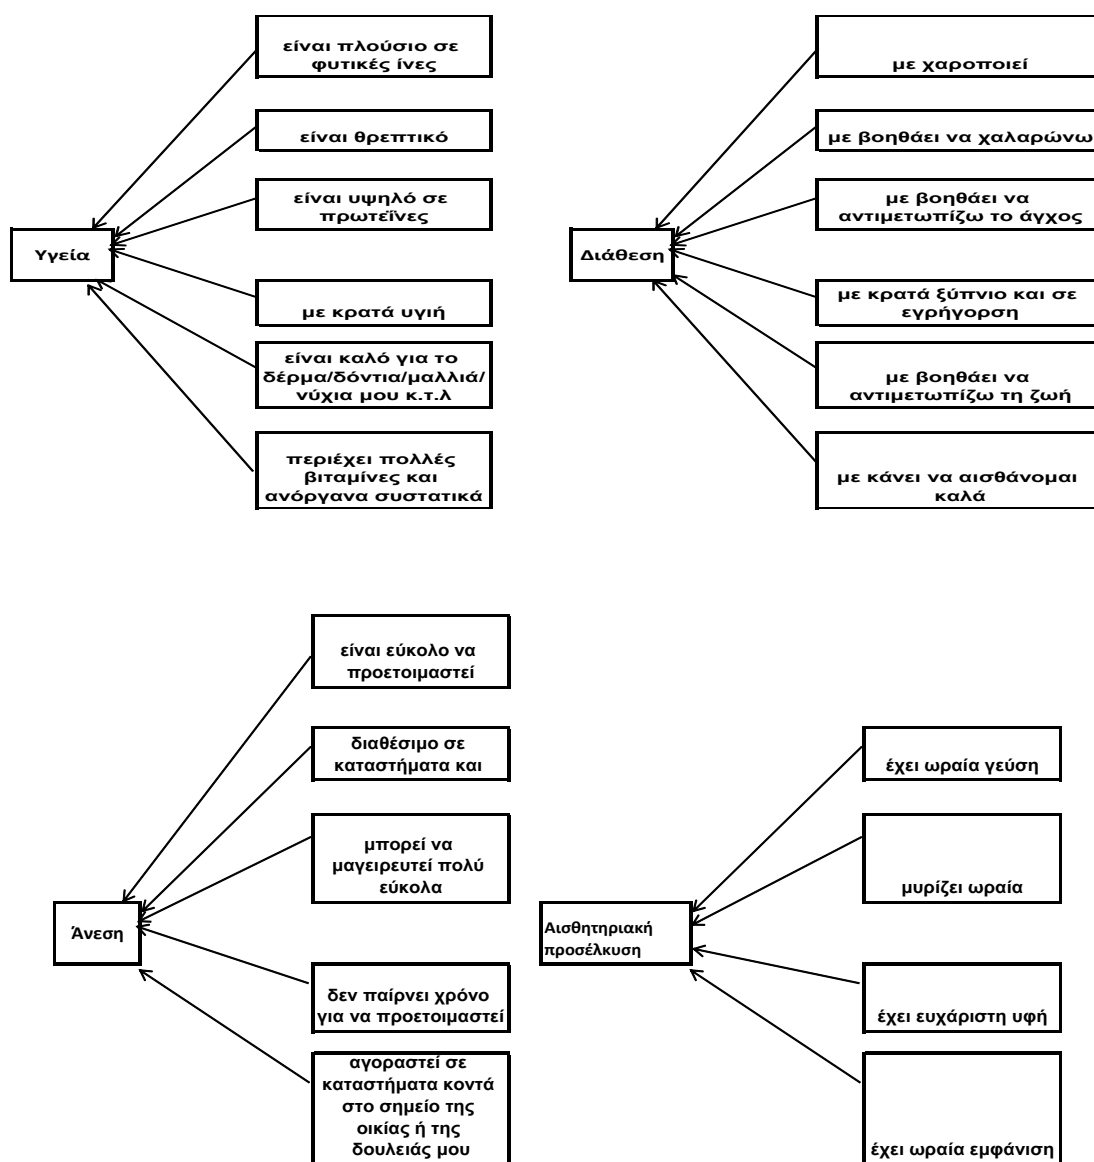 είναι πλούσιο σε
φυτικές ίνες
είναι θρεπτικό
είναι υψηλό σε
πρωτεΐνες
Υγεία
με κρατά υγιή
είναι καλό για το
δέρμα/δόντια/μαλλιά/
νύχια μου κ.τ.λ
περιέχει πολλές
βιταμίνες και
ανόργανα συστατικά
με χαροποιεί
με βοηθάει να χαλαρώνω
με βοηθάει να
αντιμετωπίζω το άγχος
Διάθεση
με κρατά ξύπνιο και σε
εγρήγορση
με βοηθάει να
αντιμετωπίζω τη ζωή
με κάνει να αισθάνομαι
καλά
είναι εύκολο να
προετοιμαστεί
διαθέσιμο σε
καταστήματα και
μπορεί να
μαγειρευτεί πολύ
εύκολα
Άνεση
δεν παίρνει χρόνο
για να προετοιμαστεί
αγοραστεί σε
καταστήματα κοντά
στο σημείο της
οικίας ή της
δουλειάς μου
έχει ωραία γεύση
μυρίζει ωραία
Αισθητηριακή
προσέλκυση
έχει ευχάριστη υφή
έχει ωραία εμφάνιση